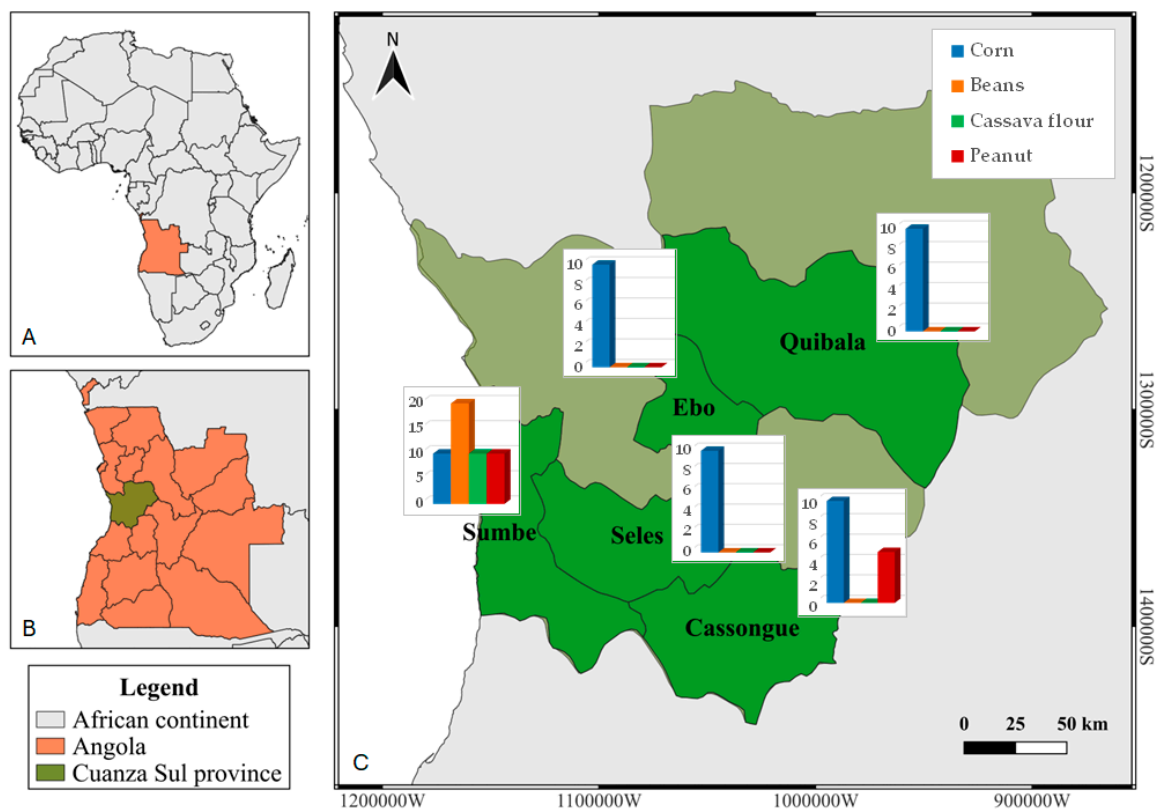 A
B
Legend
African continent
Angola
Cuanza Sul province
N
Corn
Beans
Cassava flour
Peanut
10
S
6
4
2
0
Quibala
10
S
6
4
2
0
Ebo
20
15
10
5
0
Sumbe
10
S
6
4
2
0
Seles
10
S
6
4
2
0
Cassongue
0 25 50 km
C
1200000W 1100000W 1000000W 900000W
1200000S
1300000S
1400000S